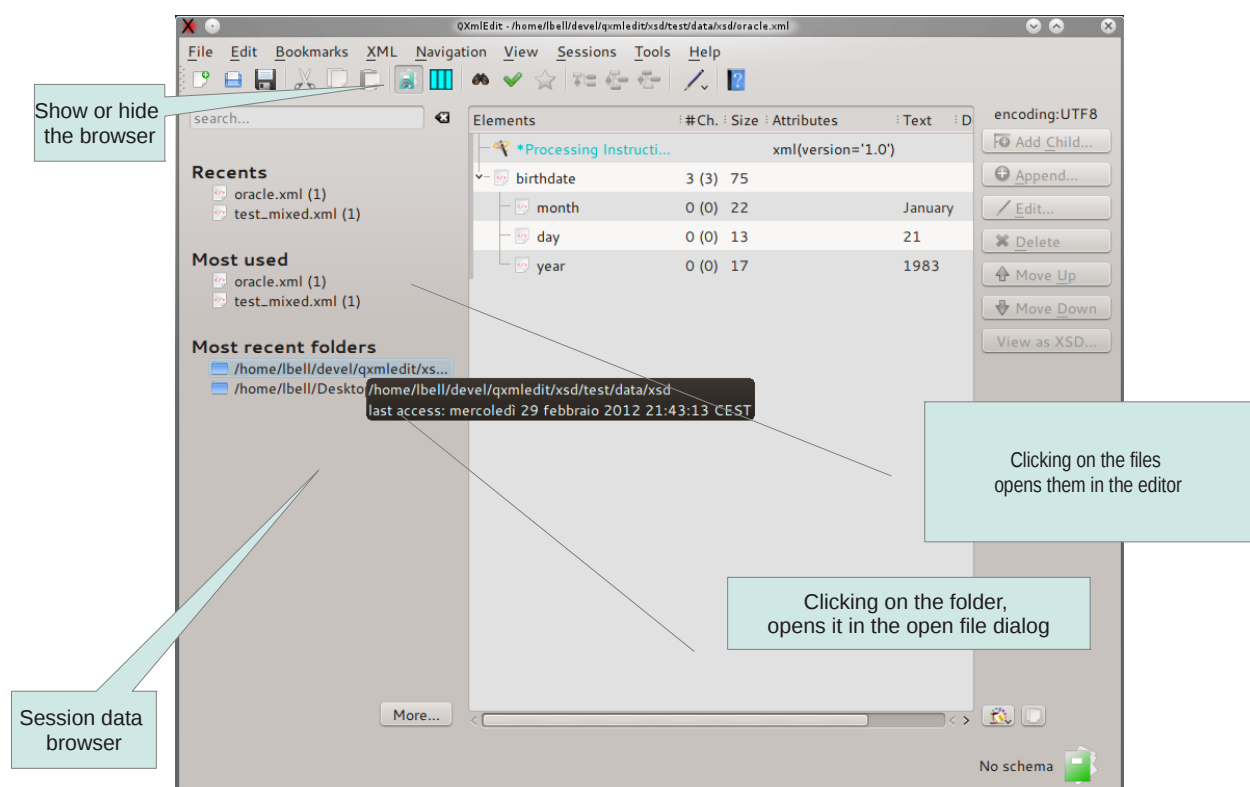 QXmlEdit - /home/lbell/devel/qxmledit/xsd/test/data/xsd/oracle.xml
File Edit Bookmarks XML Navigation View Sessions Tools Help
Show or hide
the browser
search...
Recents
oracle.xml (1)
test_mixed.xml (1)
Most used
oracle.xml (1)
test_mixed.xml (1)
Most recent folders
/home/lbell/devel/qxmledit/xs...
/home/lbell/Deskto
/home/lbell/devel/qxmledit/xsd/test/data/xsd
last access: mercoledì 29 febbraio 2012 21:43:13 CEST
Elements #Ch. Size Attributes Text D
*Processing Instructi... xml(version='1.0')
birthdate 3 (3) 75
month 0 (0) 22 January
day 0 (0) 13 21
year 0 (0) 17 1983
encoding:UTF8
Add Child...
Append...
Edit...
Delete
Move Up
Move Down
View as XSD...
Clicking on the files
opens them in the editor
Clicking on the folder,
opens it in the open file dialog
Session data
browser
More...
No schema